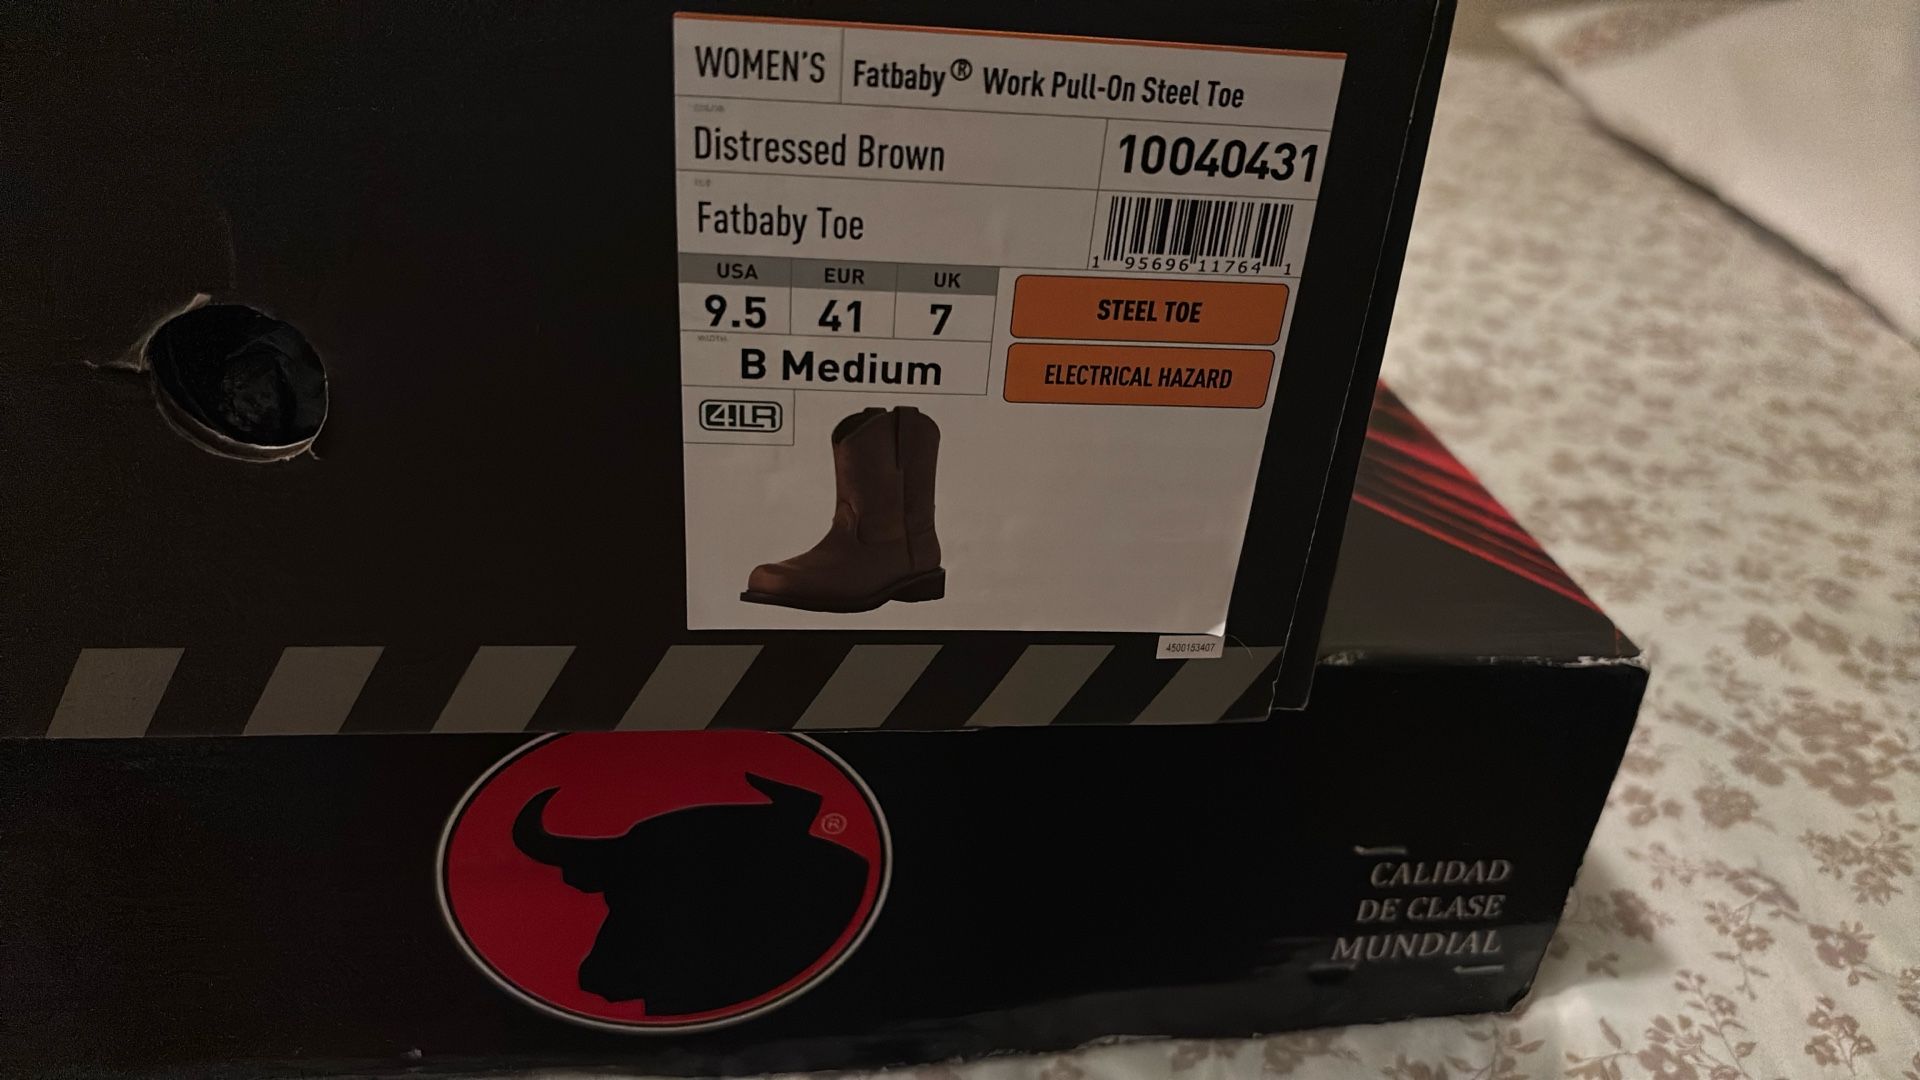 WOMEN'S
Fatbaby® Work Pull-On Steel Toe
Distressed Brown
10040431
Fatbaby Toe
1 95696 11764 1
USA EUR UK
9.5 41 7
WIDTH
B Medium
STEEL TOE
ELECTRICAL HAZARD
4LR
4500153407
®
CALIDAD
DE CLASE
MUNDIAL